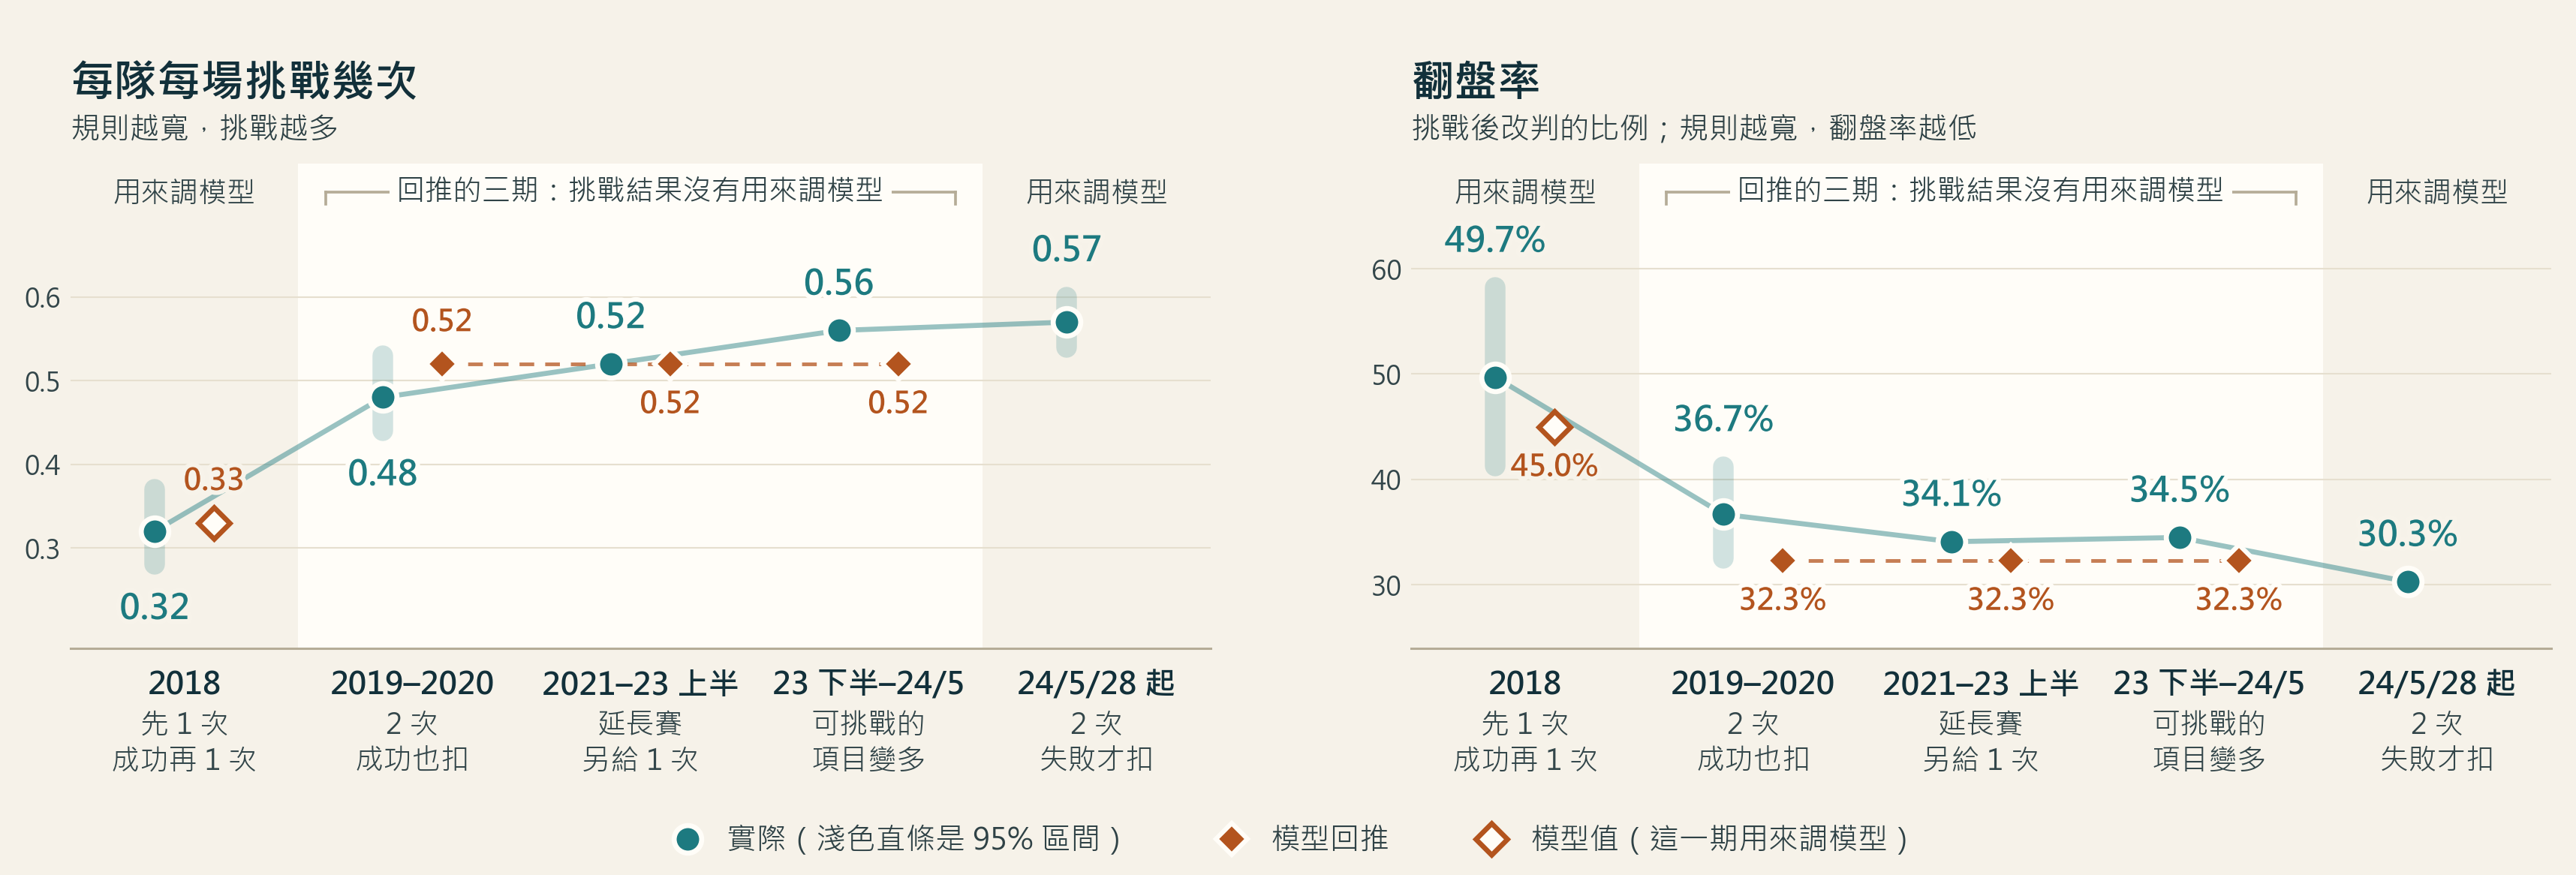 每隊每場挑戰幾次
規則越寬，挑戰越多
用來調模型
回推的三期：挑戰結果沒有用來調模型
用來調模型
0.6
0.5
0.4
0.3
0.32
0.33
0.48
0.52
0.52
0.52
0.56
0.52
0.57
2018
先 1 次
成功再 1 次
2019–2020
2 次
成功也扣
2021–23 上半
延長賽
另給 1 次
23 下半–24/5
可挑戰的
項目變多
24/5/28 起
2 次
失敗才扣
翻盤率
挑戰後改判的比例；規則越寬，翻盤率越低
用來調模型
回推的三期：挑戰結果沒有用來調模型
用來調模型
60
50
40
30
49.7%
45.0%
36.7%
32.3%
34.1%
32.3%
34.5%
32.3%
30.3%
2018
先 1 次
成功再 1 次
2019–2020
2 次
成功也扣
2021–23 上半
延長賽
另給 1 次
23 下半–24/5
可挑戰的
項目變多
24/5/28 起
2 次
失敗才扣
實際（淺色直條是 95% 區間）
模型回推
模型值（這一期用來調模型）